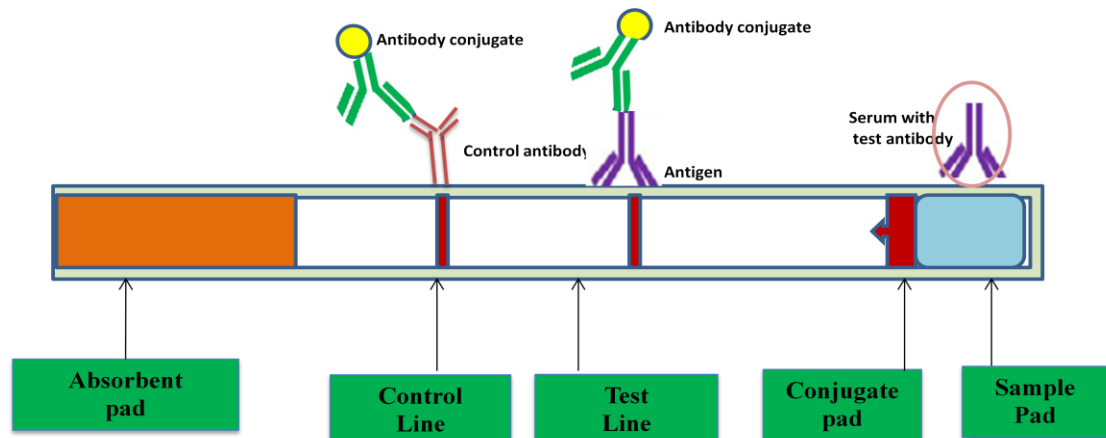 Antibody conjugate
Antibody conjugate
Serum with
test antibody
Control antibody
Antigen
Absorbent
pad
Control
Line
Test
Line
Conjugate
pad
Sample
Pad